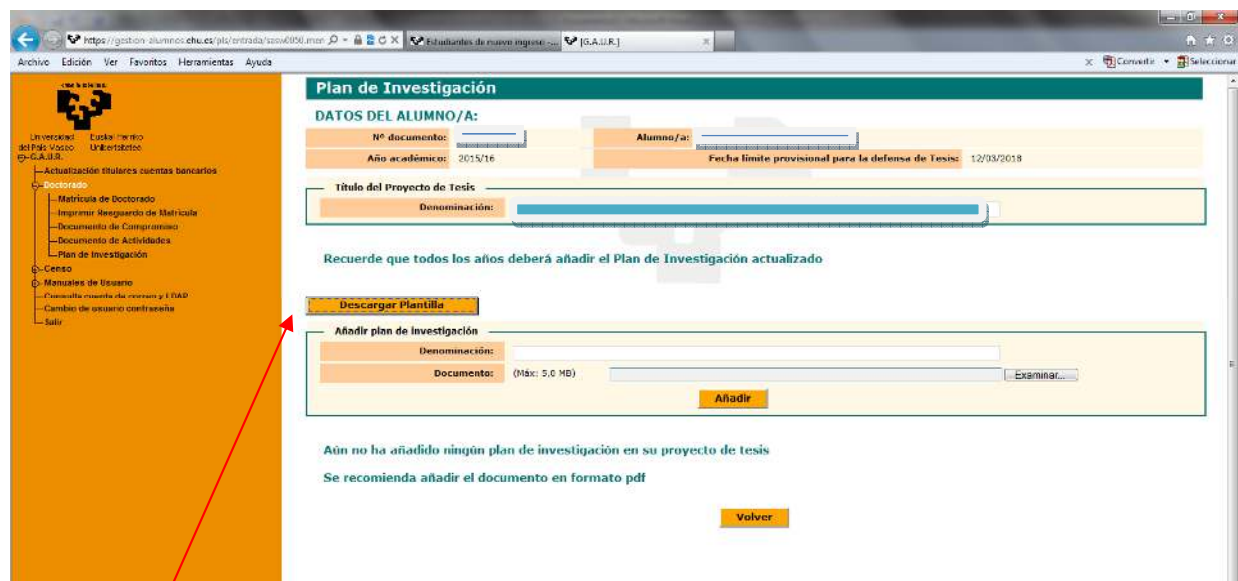 https://gestion-alumnos.ehu.es/pls/entrada/
Estudiantes de nuevo ingreso -...
[G.A.U.R.]
Archivo Edición Ver Favoritos Herramientas Ayuda
Convertir
Seleccionar
Universidad Euskal Herriko
del País Vasco Unibertsitatea
G.A.U.R.
Actualización titulares cuentas bancarias
Doctorado
Matrícula de Doctorado
Imprimir Resguardo de Matrícula
Documento de Compromiso
Documento de Actividades
Plan de Investigación
Censo
Manuales de Usuario
Consulta cuenta de correo y LDAP
Cambio de usuario contraseña
Salir
Plan de Investigación
DATOS DEL ALUMNO/A:
Nº documento:
Alumno/a:
Año académico: 2015/16
Fecha límite provisional para la defensa de Tesis: 12/03/2018
Título del Proyecto de Tesis
Denominación:
Recuerde que todos los años deberá añadir el Plan de Investigación actualizado
Descargar Plantilla
Añadir plan de investigación
Denominación:
Documento: (Máx: 5,0 MB)
Examinar...
Añadir
Aún no ha añadido ningún plan de investigación en su proyecto de tesis
Se recomienda añadir el documento en formato pdf
Volver